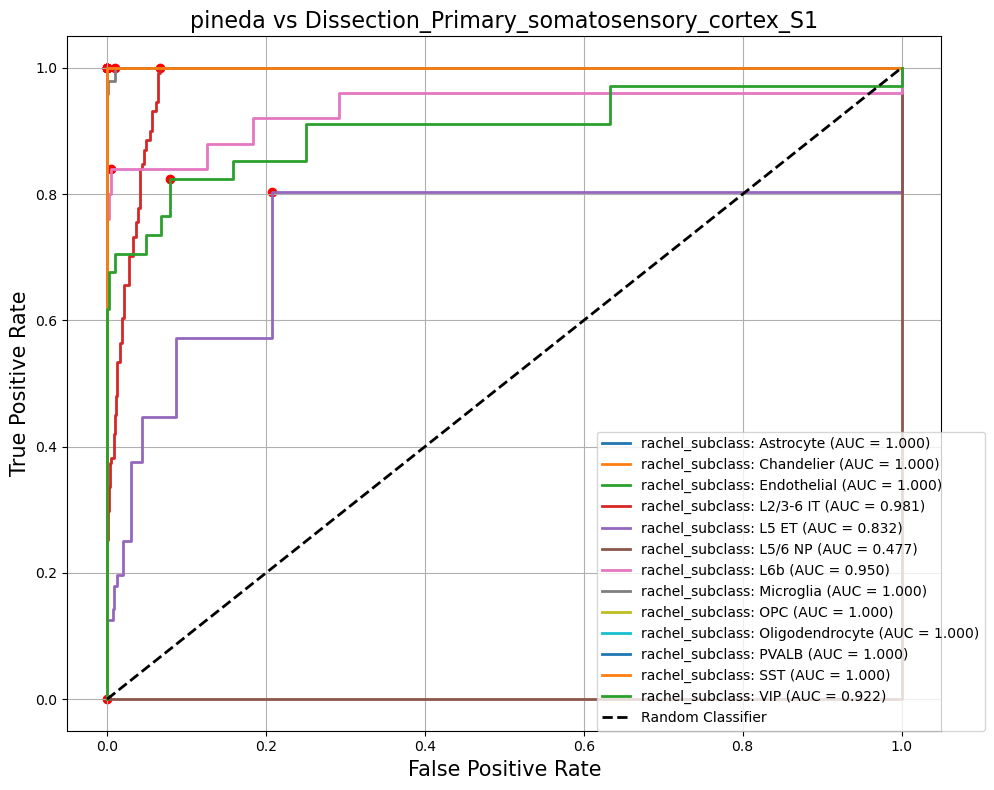 pineda vs Dissection_Primary_somatosensory_cortex_S1
True Positive Rate
1.0
0.8
0.6
0.4
0.2
0.0
rachel_subclass: Astrocyte (AUC = 1.000)
rachel_subclass: Chandelier (AUC = 1.000)
rachel_subclass: Endothelial (AUC = 1.000)
rachel_subclass: L2/3-6 IT (AUC = 0.981)
rachel_subclass: L5 ET (AUC = 0.832)
rachel_subclass: L5/6 NP (AUC = 0.477)
rachel_subclass: L6b (AUC = 0.950)
rachel_subclass: Microglia (AUC = 1.000)
rachel_subclass: OPC (AUC = 1.000)
rachel_subclass: Oligodendrocyte (AUC = 1.000)
rachel_subclass: PVALB (AUC = 1.000)
rachel_subclass: SST (AUC = 1.000)
rachel_subclass: VIP (AUC = 0.922)
Random Classifier
0.0 0.2 0.4 0.6 0.8 1.0
False Positive Rate